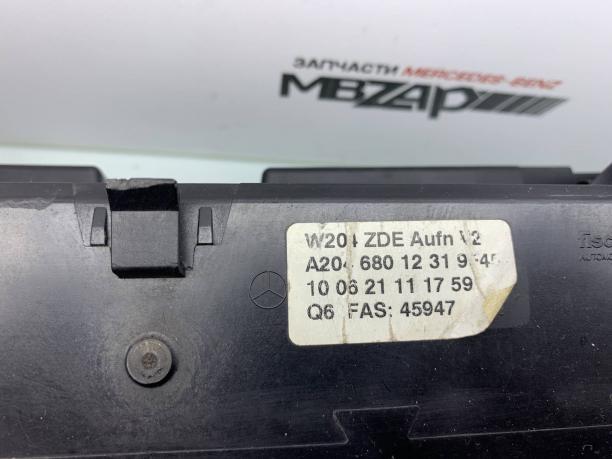 ЗАПЧАСТИ MERCEDES-BENZ
MBZAP
W204 ZDE Aufn V2
A204 680 12 31 9
10 06 21 11 17 59
Q6 FAS: 45947